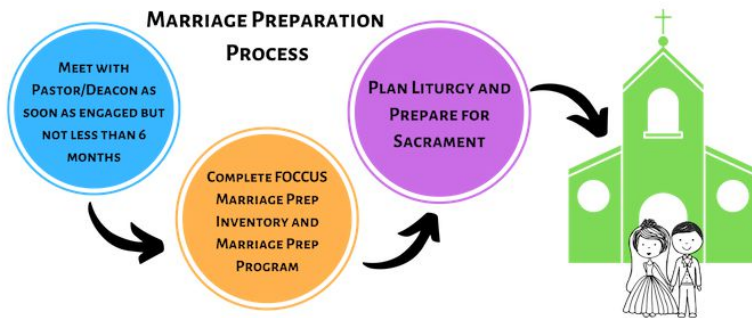 Marriage Preparation
Process
Meet with
Pastor/Deacon as
soon as engaged but
not less than 6
months
Complete FOCCUS
Marriage Prep
Inventory and
Marriage Prep
Program
Plan Liturgy and
Prepare for
Sacrament